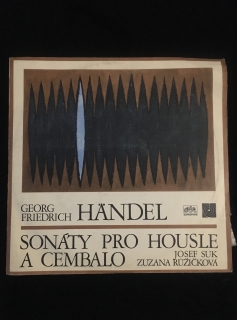 GEORG
FRIEDRICH HÄNDEL
SONÁTY PRO HOUSLE
A CEMBALO JOSEF SUK
ZUZANA RŮŽIČKOVÁ